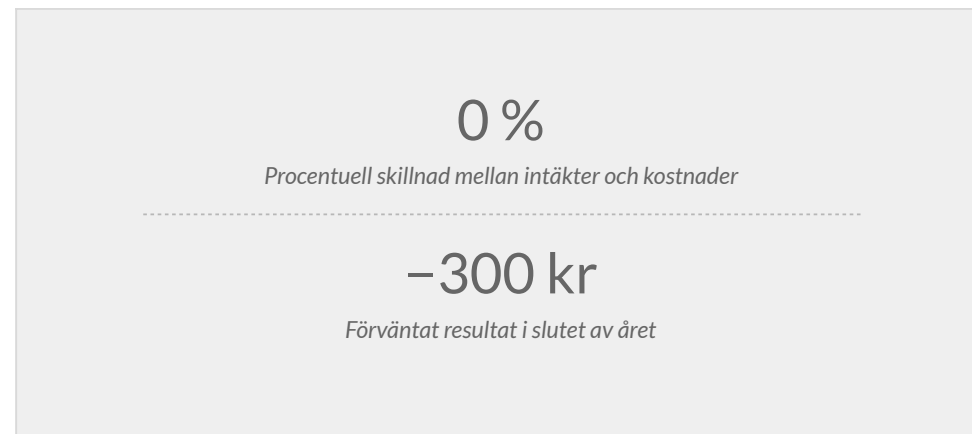 0 %
Procentuell skillnad mellan intäkter och kostnader
−300 kr
Förväntat resultat i slutet av året